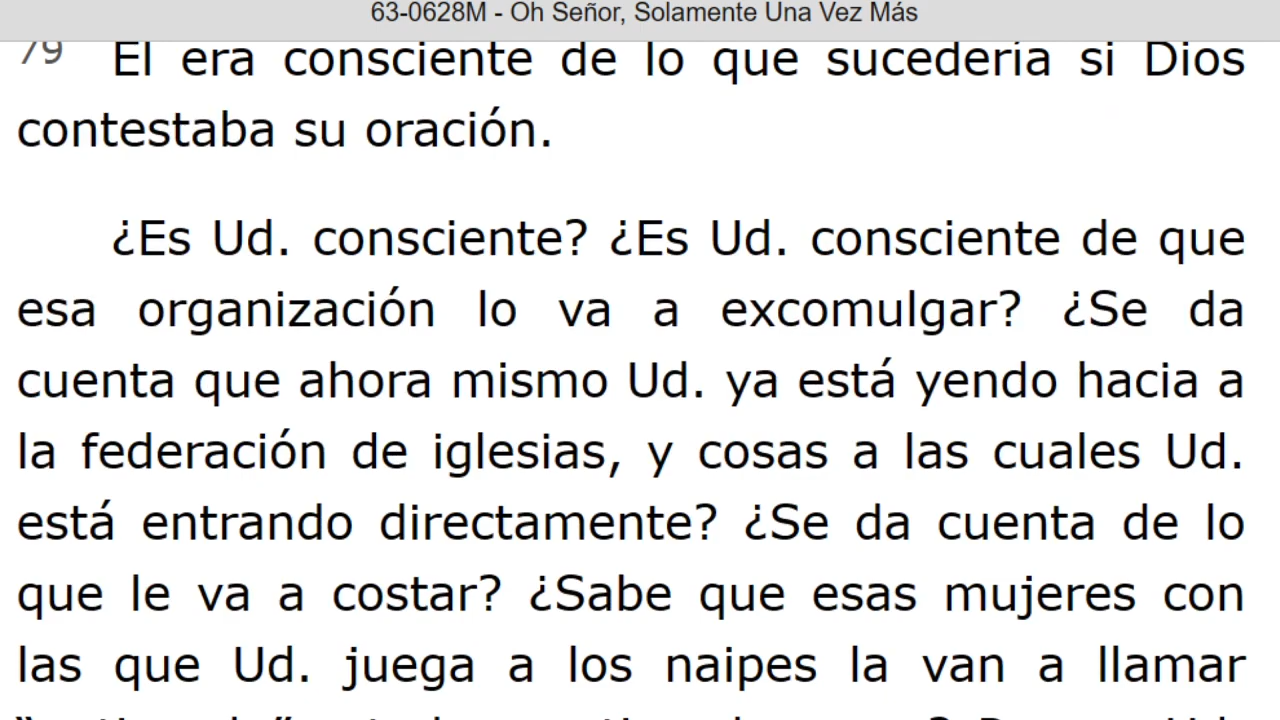 63-0628M - Oh Señor, Solamente Una Vez Más
79 El era consciente de lo que sucedería si Dios
contestaba su oración.
¿Es Ud. consciente? ¿Es Ud. consciente de que
esa organización lo va a excomulgar? ¿Se da
cuenta que ahora mismo Ud. ya está yendo hacia a
la federación de iglesias, y cosas a las cuales Ud.
está entrando directamente? ¿Se da cuenta de lo
que le va a costar? ¿Sabe que esas mujeres con
las que Ud. juega a los naipes la van a llamar